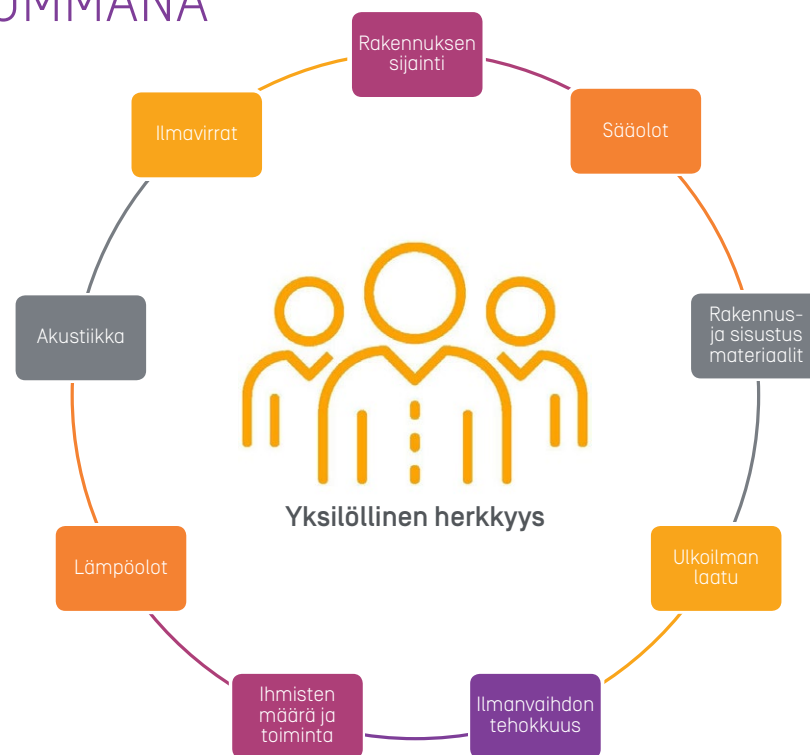 Rakennuksen
sijainti
Sääolot
Rakennus-
ja sisustus
materiaalit
Ulkoilman
laatu
Ilmanvaihdon
tehokkuus
Ihmisten
määrä ja
toiminta
Lämpöolot
Akustiikka
Ilmavirrat
Yksilöllinen herkkyys